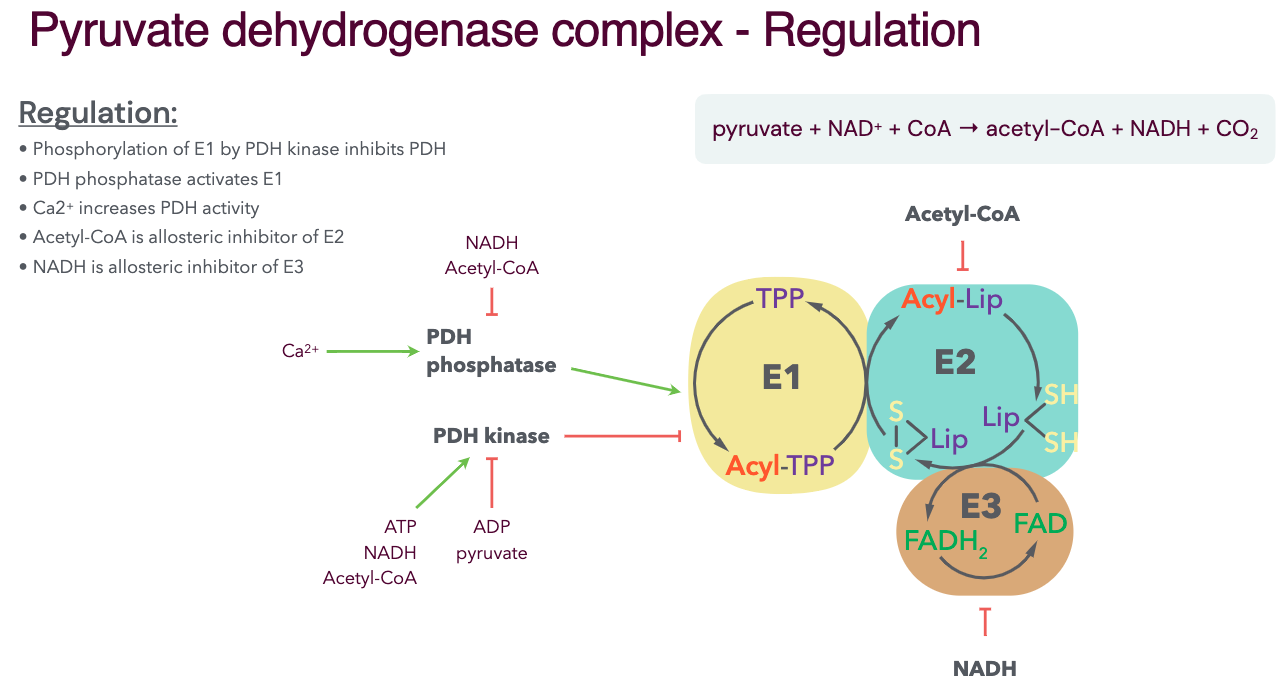 Pyruvate dehydrogenase complex - Regulation
Regulation:
• Phosphorylation of E1 by PDH kinase inhibits PDH
• PDH phosphatase activates E1
• Ca2⁺ increases PDH activity
• Acetyl-CoA is allosteric inhibitor of E2
• NADH is allosteric inhibitor of E3
pyruvate + NAD⁺ + CoA → acetyl-CoA + NADH + CO₂
NADH
Acetyl-CoA
Ca²⁺
PDH
phosphatase
PDH kinase
ATP
NADH
Acetyl-CoA
ADP
pyruvate
Acetyl-CoA
TPP
E1
Acyl-TPP
Acyl-Lip
E2
SH
Lip
SH
S
Lip
S
E3
FAD
FADH₂
NADH